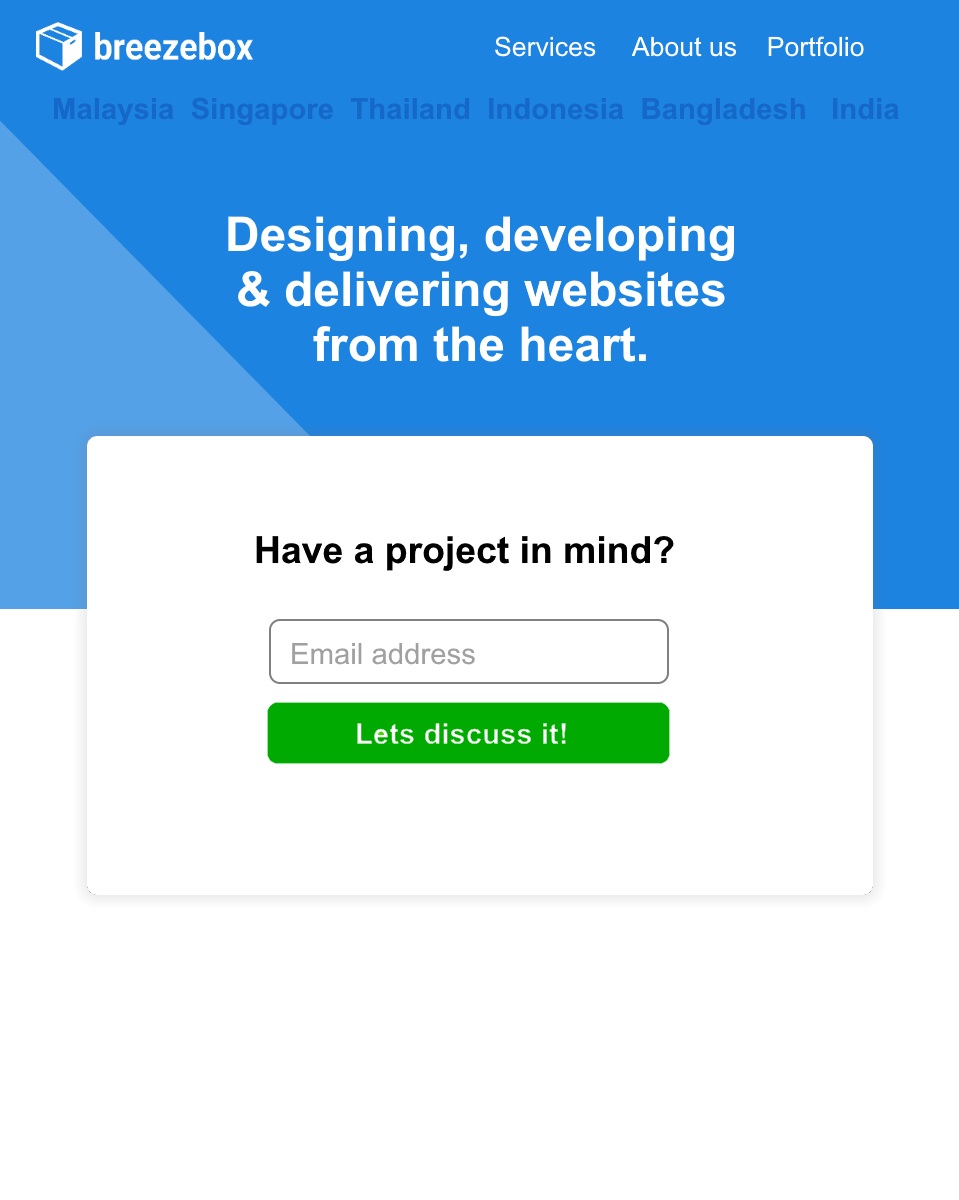 breezebox Services About us Portfolio
Malaysia Singapore Thailand Indonesia Bangladesh India
Designing, developing
& delivering websites
from the heart.
Have a project in mind?
Email address
Lets discuss it!